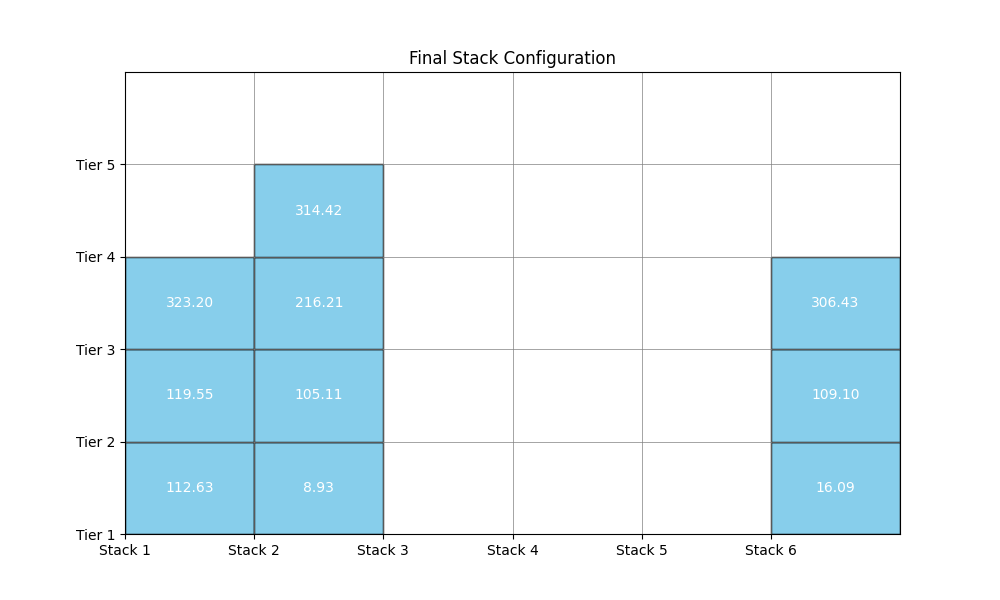 Final Stack Configuration
Tier 5
314.42
Tier 4
323.20 216.21 306.43
Tier 3
119.55 105.11 109.10
Tier 2
112.63 8.93 16.09
Tier 1
Stack 1 Stack 2 Stack 3 Stack 4 Stack 5 Stack 6